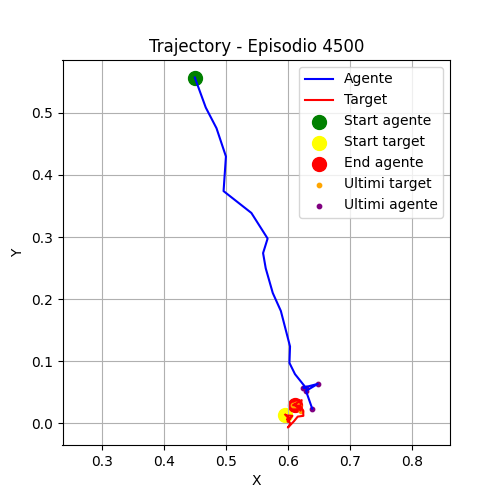 Trajectory - Episodio 4500
Agente
Target
Start agente
Start target
End agente
Ultimi target
Ultimi agente
Y
0.5
0.4
0.3
0.2
0.1
0.0
0.3
0.4
0.5
0.6
0.7
0.8
X